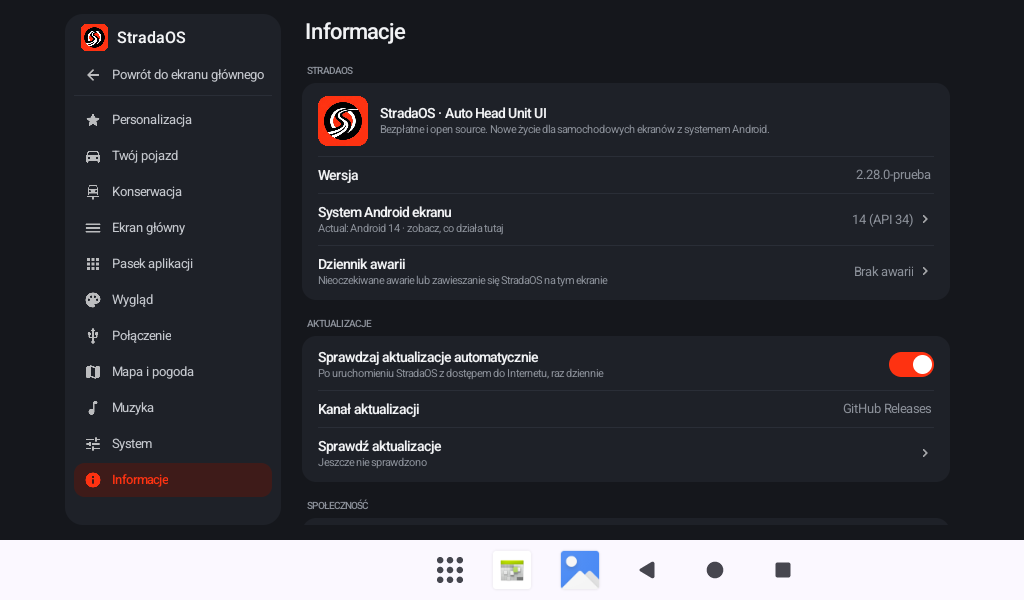 StradaOS
Powrót do ekranu głównego
Personalizacja
Twój pojazd
Konserwacja
Ekran główny
Pasek aplikacji
Wygląd
Połączenie
Mapa i pogoda
Muzyka
System
Informacje
Informacje
STRADAOS
StradaOS · Auto Head Unit UI
Bezpłatne i open source. Nowe życie dla samochodowych ekranów z systemem Android.
Wersja
2.28.0-prueba
System Android ekranu
Actual: Android 14 · zobacz, co działa tutaj
14 (API 34)
Dziennik awarii
Nieoczekiwane awarie lub zawieszanie się StradaOS na tym ekranie
Brak awarii
AKTUALIZACJE
Sprawdzaj aktualizacje automatycznie
Po uruchomieniu StradaOS z dostępem do Internetu, raz dziennie
Kanał aktualizacji
GitHub Releases
Sprawdź aktualizacje
Jeszcze nie sprawdzono
SPOŁECZNOŚĆ